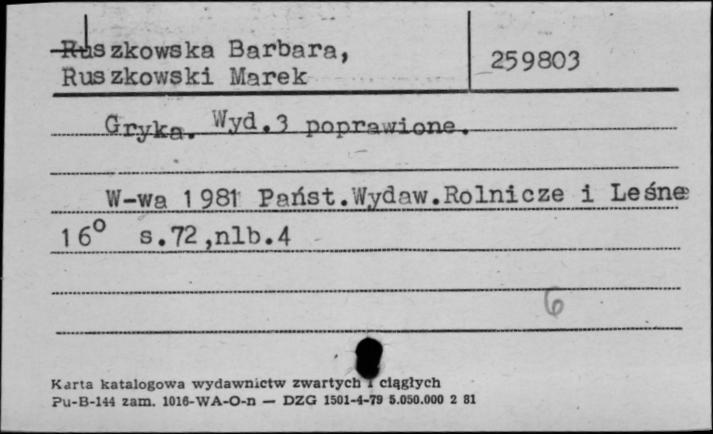 Ruszkowska Barbara,
Ruszkowski Marek
259803
Gryka. Wyd.3 poprawione.
W-wa 1981 Państ.Wydaw.Rolnicze i Leśne
16° s.72,nlb.4
6
Karta katalogowa wydawnictw zwartych i ciągłych
Pu-B-144 zam. 1016-WA-O-n — DZG 1501-4-79 5.050.000 2 81